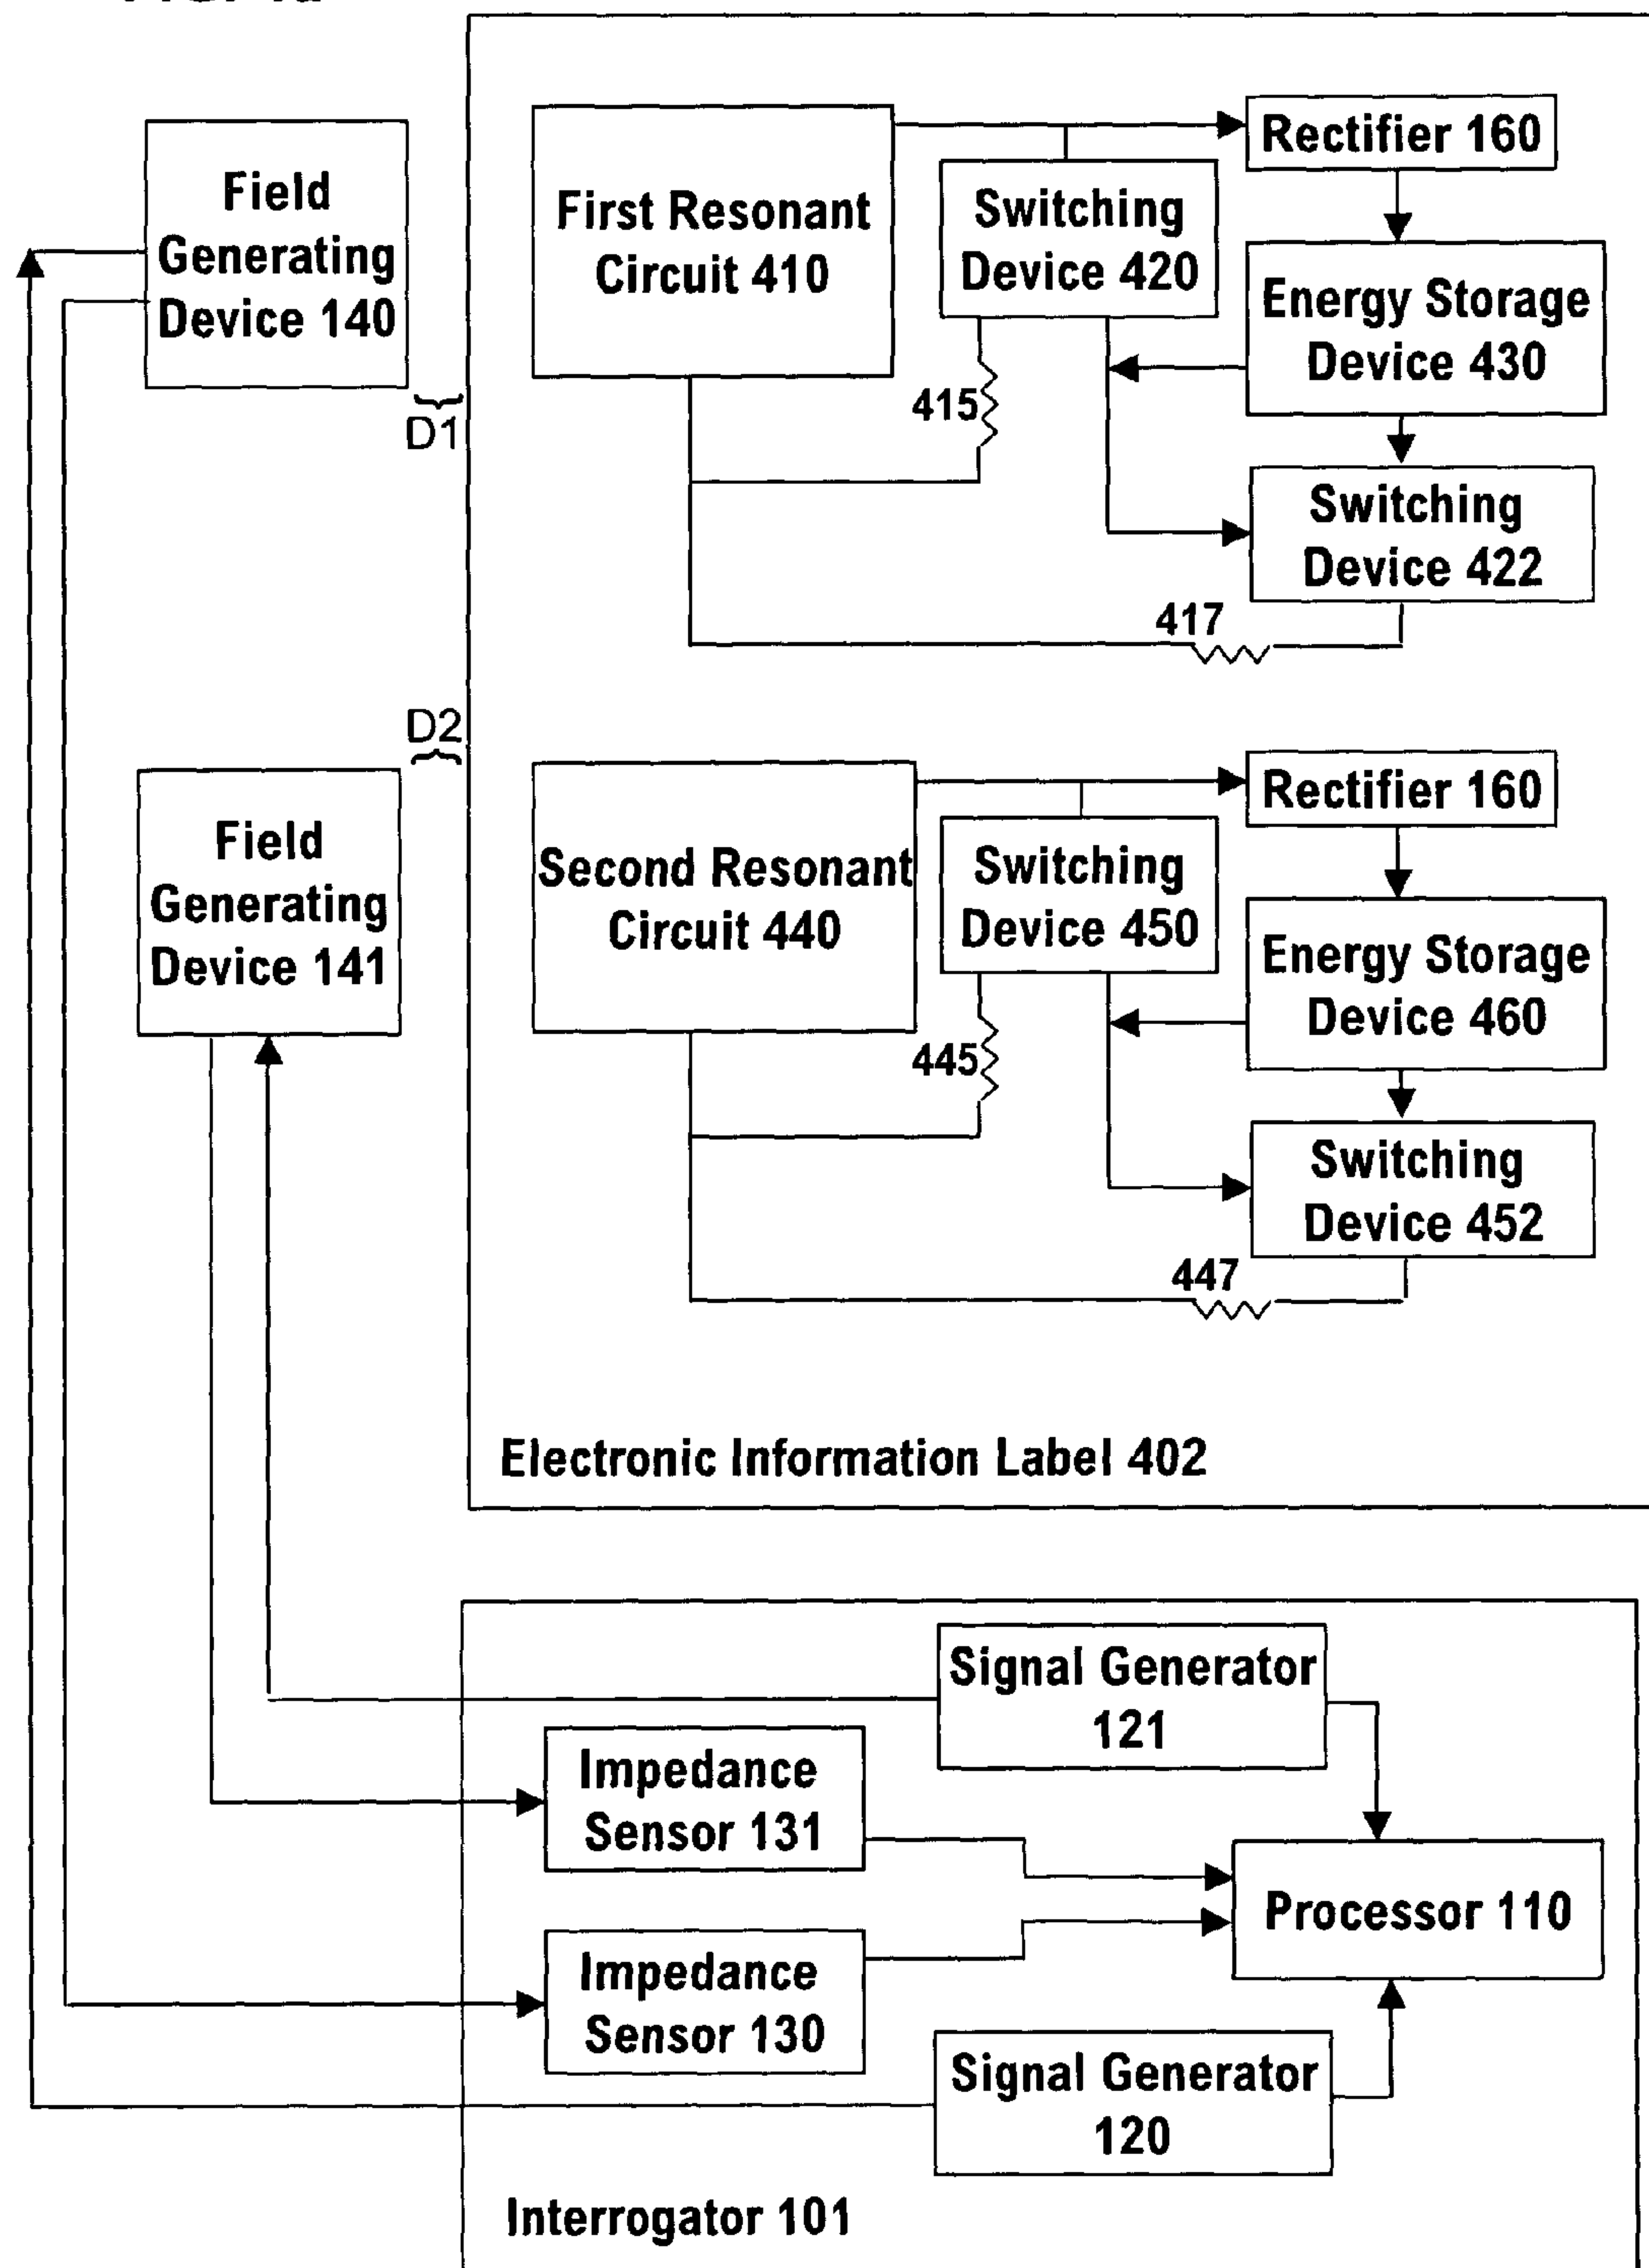 Field
Generating
Device 140
D1
First Resonant
Circuit 410
Switching
Device 420
Rectifier 160
Energy Storage
Device 430
415
Switching
Device 422
417
D2
Field
Generating
Device 141
Second Resonant
Circuit 440
Switching
Device 450
Rectifier 160
Energy Storage
Device 460
445
Switching
Device 452
447
Electronic Information Label 402
Signal Generator
121
Impedance
Sensor 131
Processor 110
Impedance
Sensor 130
Signal Generator
120
Interrogator 101